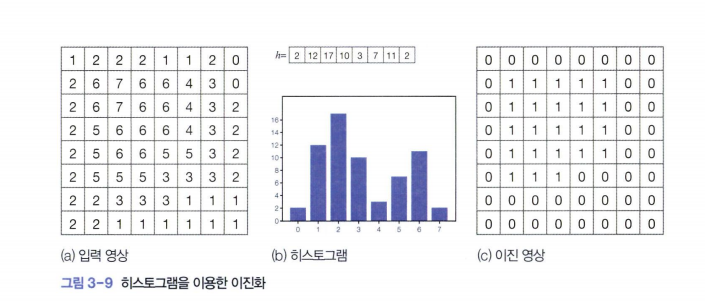 h= 2 12 17 10 3 7 11 2
1 2 2 2 1 1 2 0
2 6 7 6 6 4 3 0
2 6 7 6 6 4 3 2
2 5 6 6 6 4 3 2
2 5 6 6 5 5 3 2
2 5 5 5 3 3 3 2
2 2 3 3 3 1 1 1
2 2 1 1 1 1 1 1
16
14
12
10
8
6
4
2
0
0 1 2 3 4 5 6 7
0 0 0 0 0 0 0 0
0 1 1 1 1 1 0 0
0 1 1 1 1 1 0 0
0 1 1 1 1 1 0 0
0 1 1 1 1 1 0 0
0 1 1 1 0 0 0 0
0 0 0 0 0 0 0 0
0 0 0 0 0 0 0 0
(a) 입력 영상
(b) 히스토그램
(c) 이진 영상
그림 3-9 히스토그램을 이용한 이진화